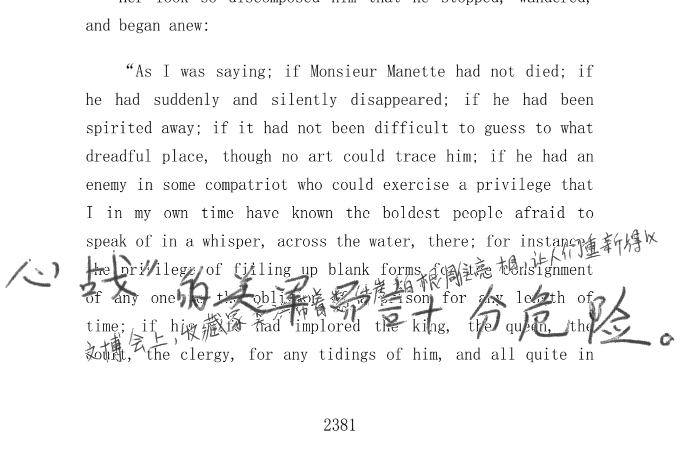 her look so discomposed him that he stopped, wandered,
and began anew:
“As I was saying; if Monsieur Manette had not died; if
he had suddenly and silently disappeared; if he had been
spirited away; if it had not been difficult to guess to what
dreadful place, though no art could trace him; if he had an
enemy in some compatriot who could exercise a privilege that
I in my own time have known the boldest people afraid to
speak of in a whisper, across the water, there; for instance,
the privilege of filling up blank forms for the consignment
of any one to the oblivion of a prison for any length of
time; if his had implored the king, the queen, the
court, the clergy, for any tidings of him, and all quite in
心战”的美梁是十分危险。
文博会上，收藏家 根同台亮相，让人们重新得以
2381